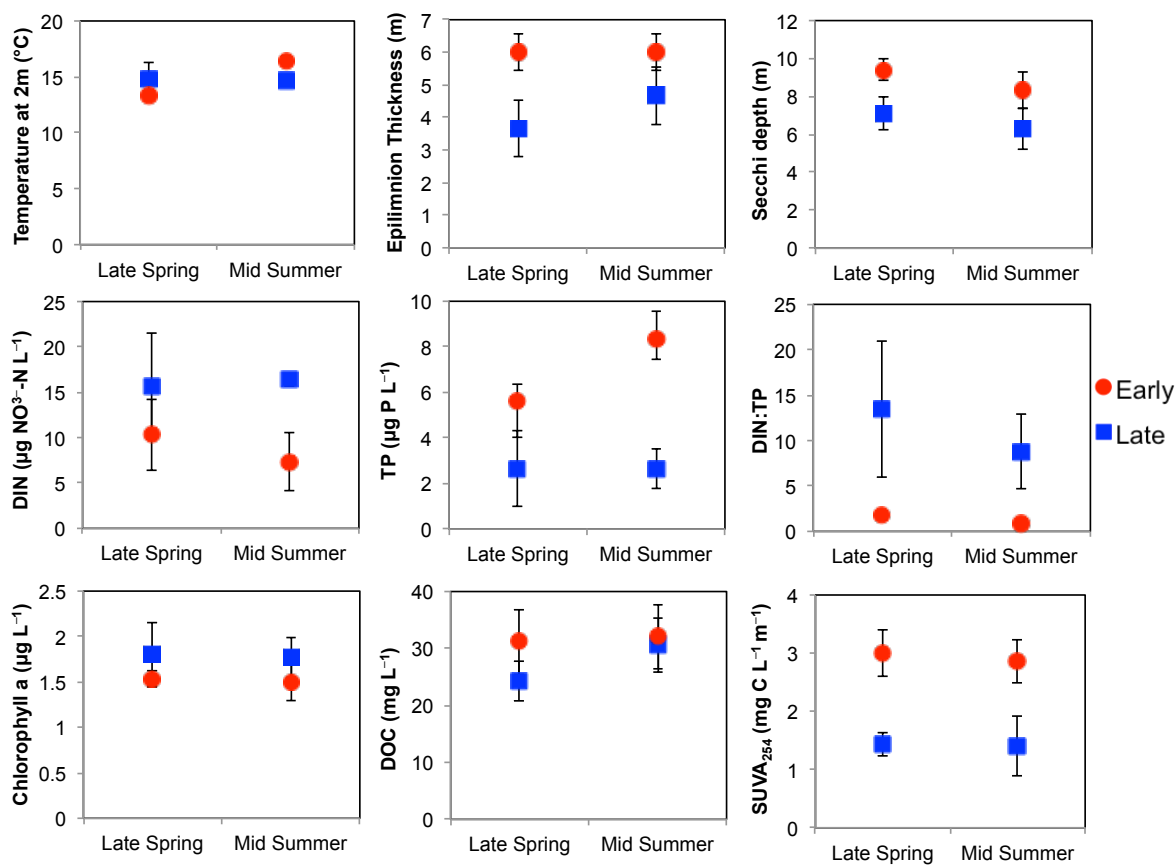 Temperature at 2m (°C)
20
15
10
5
0
Late Spring Mid Summer
Epilimnion Thickness (m)
7
6
5
4
3
2
1
0
Late Spring Mid Summer
Secchi depth (m)
12
10
8
6
4
2
0
Late Spring Mid Summer
DIN (µg NO³⁻-N L⁻¹)
25
20
15
10
5
0
Late Spring Mid Summer
TP (µg P L⁻¹)
10
8
6
4
2
0
Late Spring Mid Summer
DIN:TP
25
20
15
10
5
0
Late Spring Mid Summer
Early
Late
Chlorophyll a (µg L⁻¹)
2.5
2
1.5
1
0.5
0
Late Spring Mid Summer
DOC (mg L⁻¹)
40
30
20
10
0
Late Spring Mid Summer
SUVA₂₅₄ (mg C L⁻¹ m⁻¹)
4
3
2
1
0
Late Spring Mid Summer